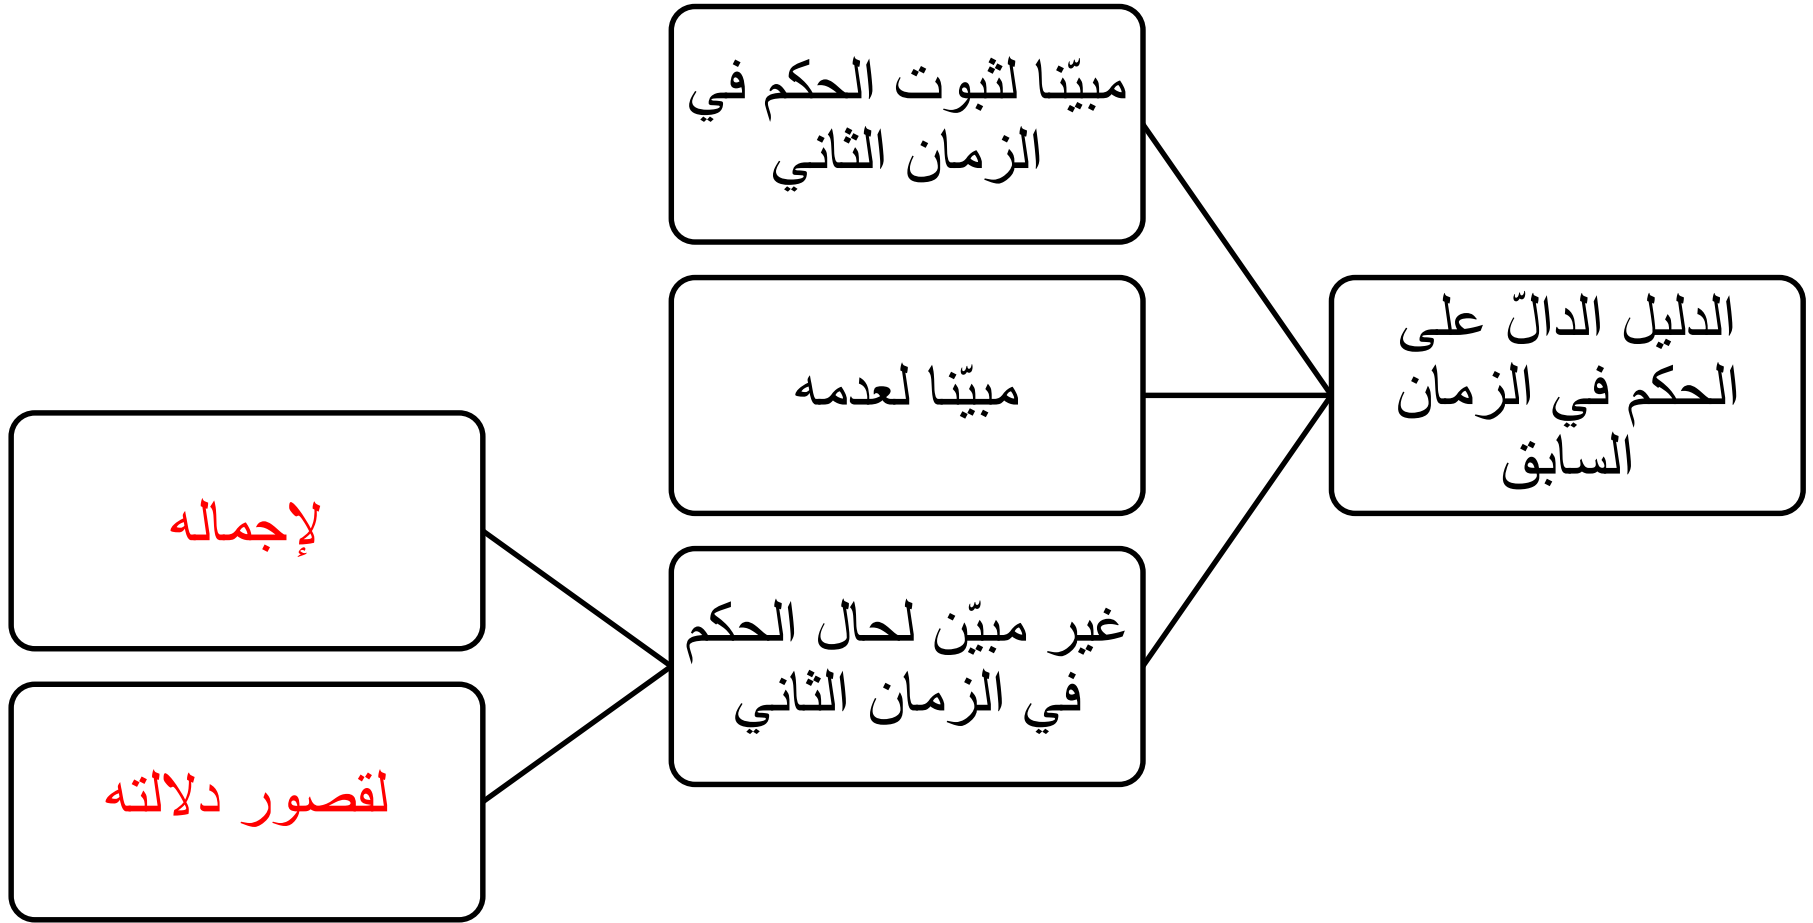 الدليل الدالّ على
الحكم في الزمان
السابق
مبيّنا لثبوت الحكم في
الزمان الثاني
مبيّنا لعدمه
غير مبيّن لحال الحكم
في الزمان الثاني
لإجماله
لقصور دلالته